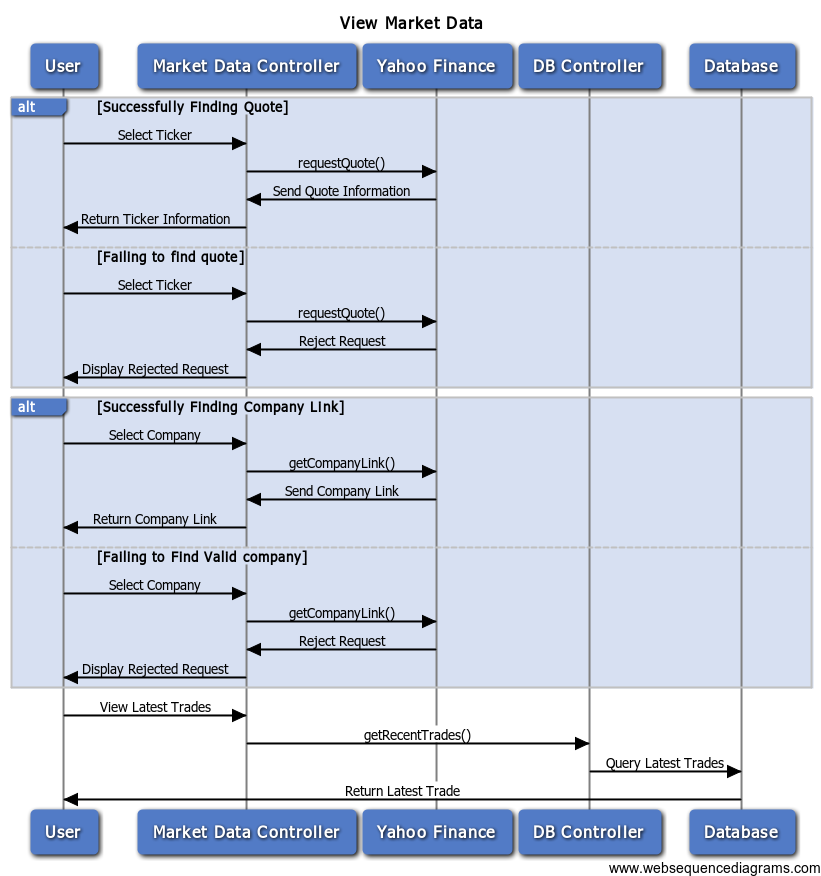 View Market Data
User Market Data Controller Yahoo Finance DB Controller Database
alt [Successfully Finding Quote]
Select Ticker
requestQuote()
Send Quote Information
Return Ticker Information
[Failing to find quote]
Select Ticker
requestQuote()
Reject Request
Display Rejected Request
alt [Successfully Finding Company Link]
Select Company
getCompanyLink()
Send Company Link
Return Company Link
[Failing to Find Valid company]
Select Company
getCompanyLink()
Reject Request
Display Rejected Request
View Latest Trades
getRecentTrades()
Query Latest Trades
Return Latest Trade
User Market Data Controller Yahoo Finance DB Controller Database
www.websequencediagrams.com